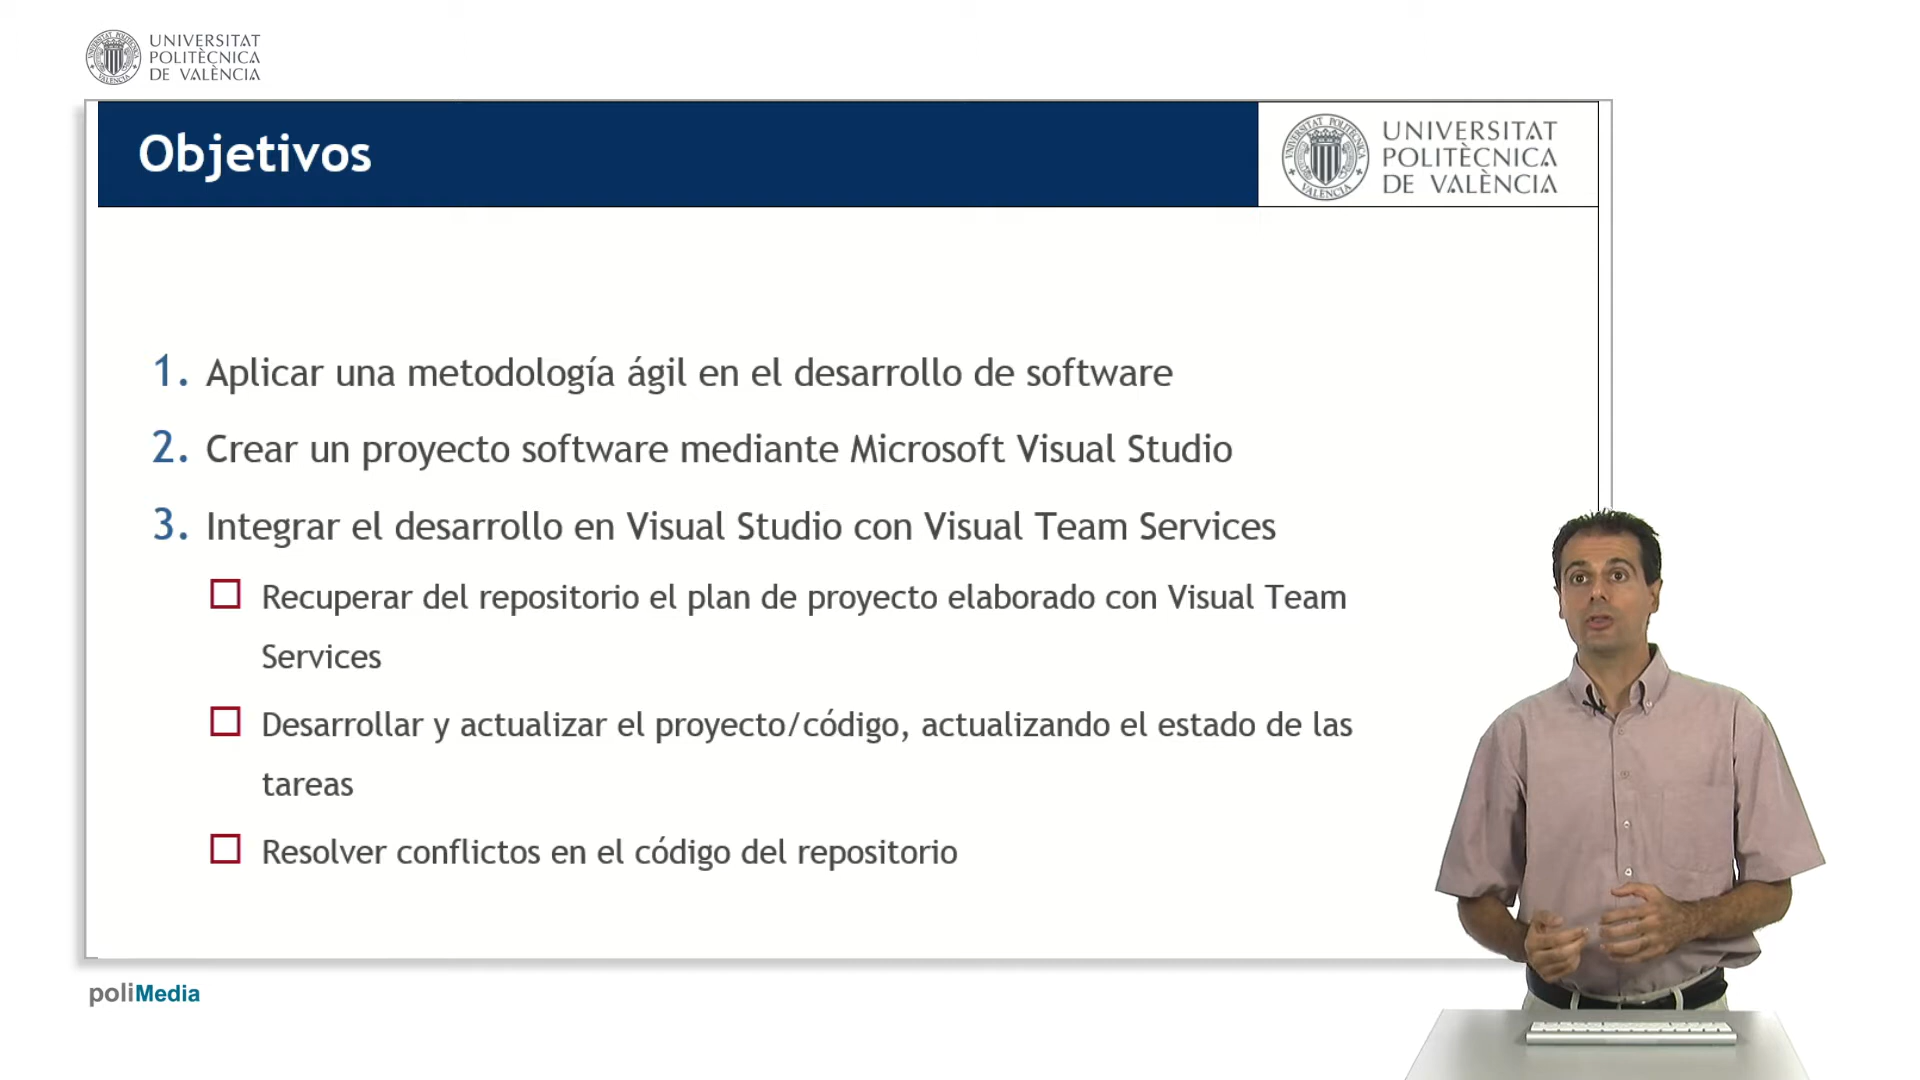 UNIVERSITAT
POLITÈCNICA
DE VALÈNCIA
Objetivos
UNIVERSITAT
POLITÈCNICA
DE VALÈNCIA
1. Aplicar una metodología ágil en el desarrollo de software
2. Crear un proyecto software mediante Microsoft Visual Studio
3. Integrar el desarrollo en Visual Studio con Visual Team Services
Recuperar del repositorio el plan de proyecto elaborado con Visual Team
Services
Desarrollar y actualizar el proyecto/código, actualizando el estado de las
tareas
Resolver conflictos en el código del repositorio
poliMedia